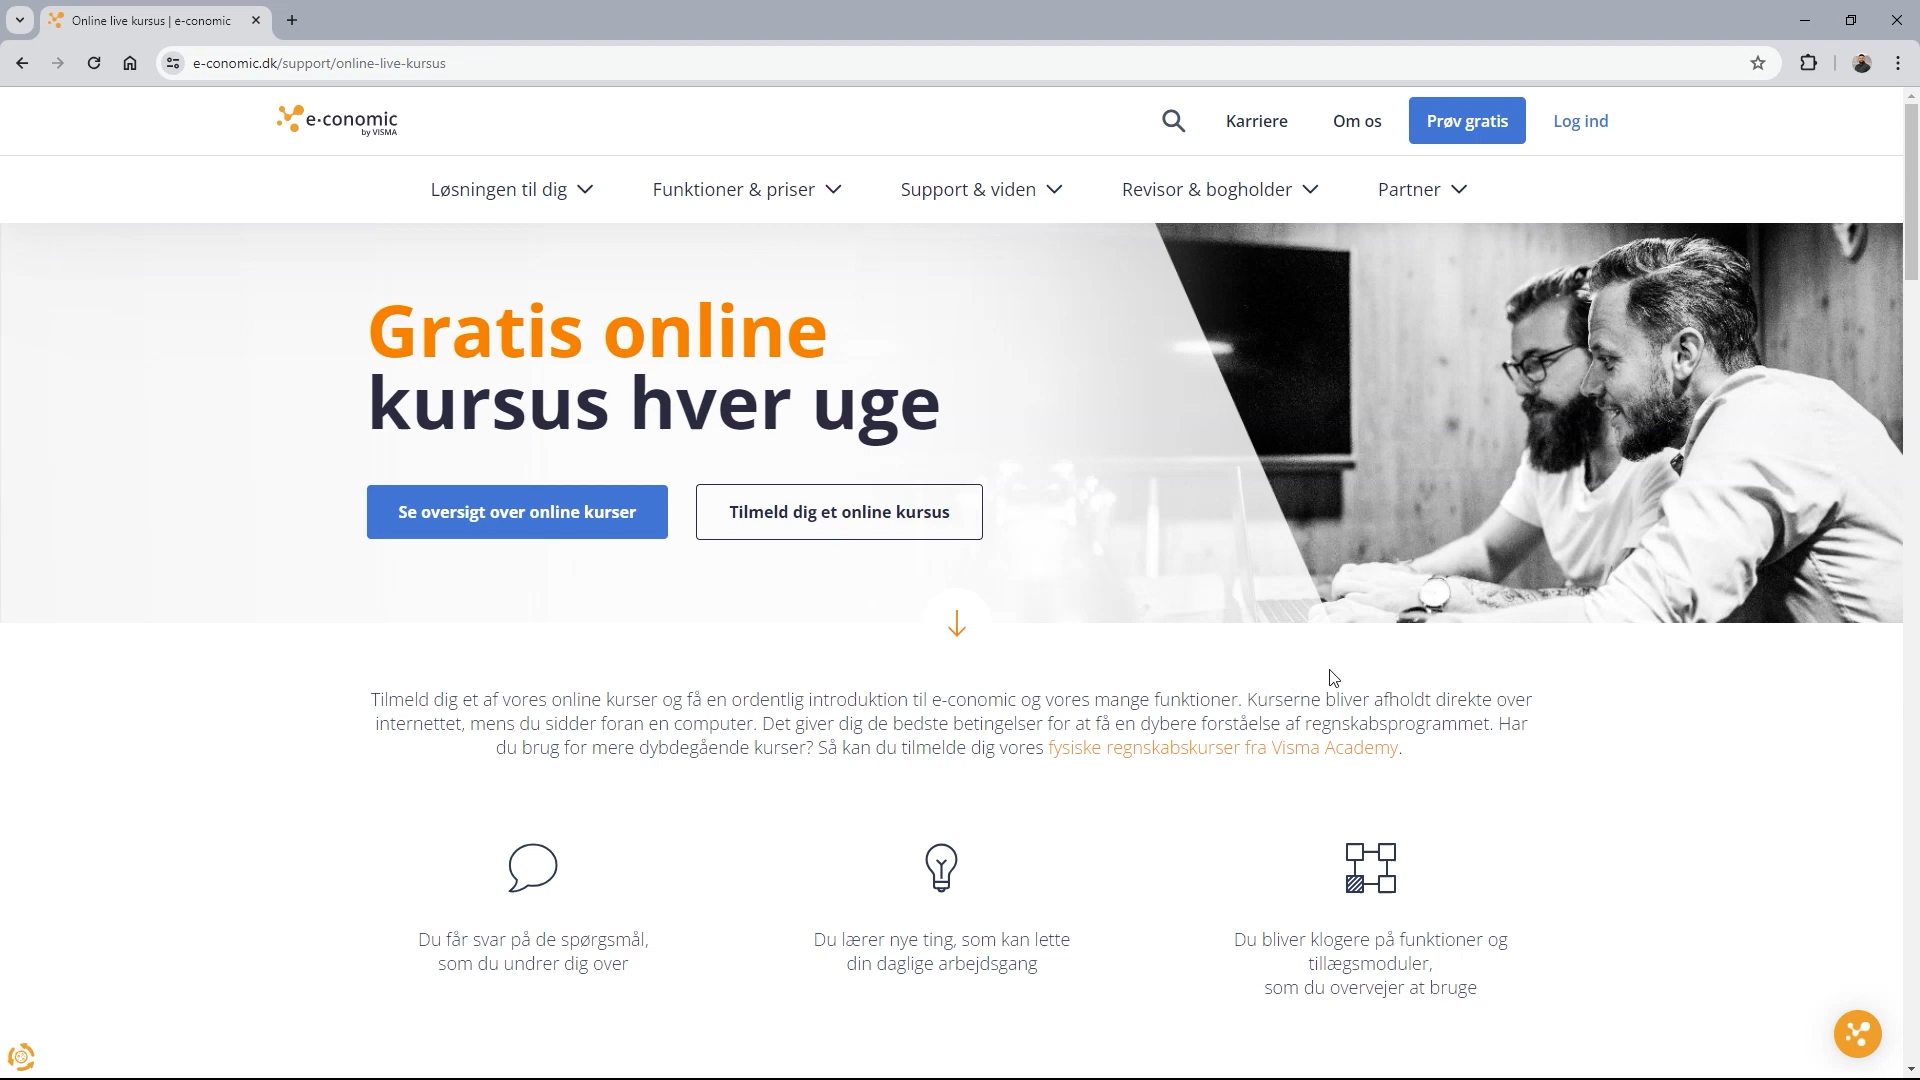 Online live kursus | e-conomic
e-conomic.dk/support/online-live-kursus
e-conomic
by VISMA
Karriere
Om os
Prøv gratis
Log ind
Løsningen til dig
Funktioner & priser
Support & viden
Revisor & bogholder
Partner
Gratis online
kursus hver uge
Se oversigt over online kurser
Tilmeld dig et online kursus
Tilmeld dig et af vores online kurser og få en ordentlig introduktion til e-conomic og vores mange funktioner. Kurserne bliver afholdt direkte over
internettet, mens du sidder foran en computer. Det giver dig de bedste betingelser for at få en dybere forståelse af regnskabsprogrammet. Har
du brug for mere dybdegående kurser? Så kan du tilmelde dig vores fysiske regnskabskurser fra Visma Academy.
Du får svar på de spørgsmål,
som du undrer dig over
Du lærer nye ting, som kan lette
din daglige arbejdsgang
Du bliver klogere på funktioner og
tillægsmoduler,
som du overvejer at bruge